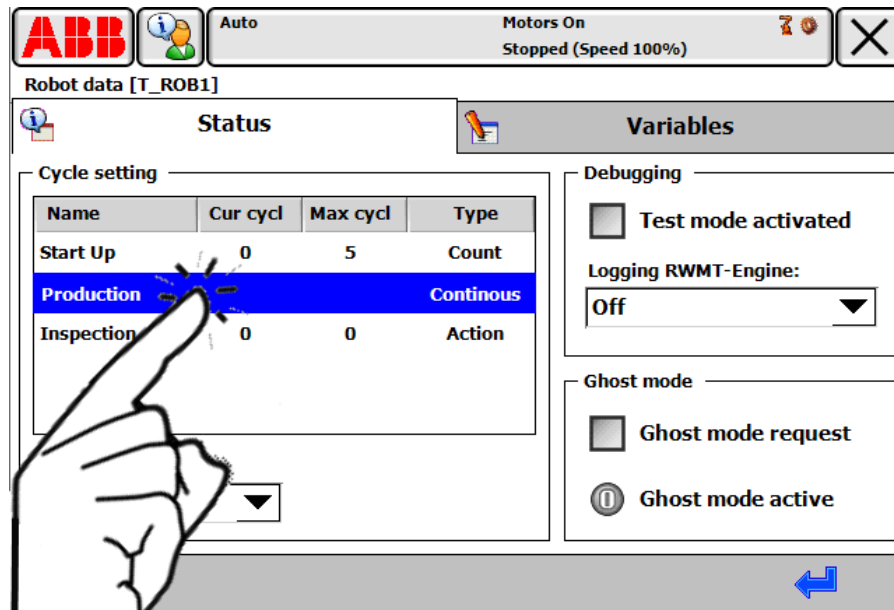 ABB
Auto
Motors On
Stopped (Speed 100%)
Robot data [T_ROB1]
Status
Variables
Cycle setting
Name Cur cycl Max cycl Type
Start Up 0 5 Count
Production Continous
Inspection 0 0 Action
Debugging
Test mode activated
Logging RWMT-Engine:
Off
Ghost mode
Ghost mode request
Ghost mode active